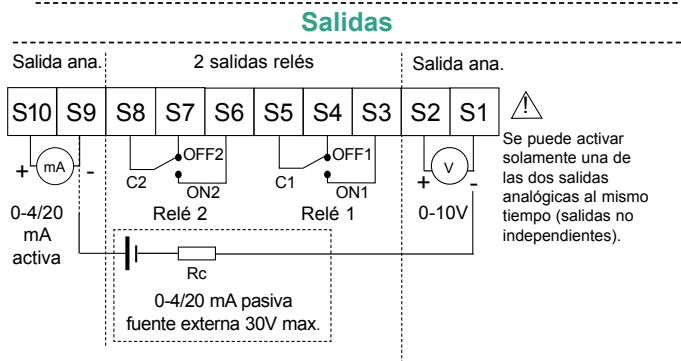 Salidas
Salida ana.
2 salidas relés
Salida ana.
S10 S9 S8 S7 S6 S5 S4 S3 S2 S1
+ mA -
C2
OFF2
ON2
Relé 2
C1
OFF1
ON1
Relé 1
+ V -
0-4/20
mA
activa
0-10V
!
Se puede activar
solamente una de
las dos salidas
analógicas al mismo
tiempo (salidas no
independientes).
Rc
0-4/20 mA pasiva
fuente externa 30V max.